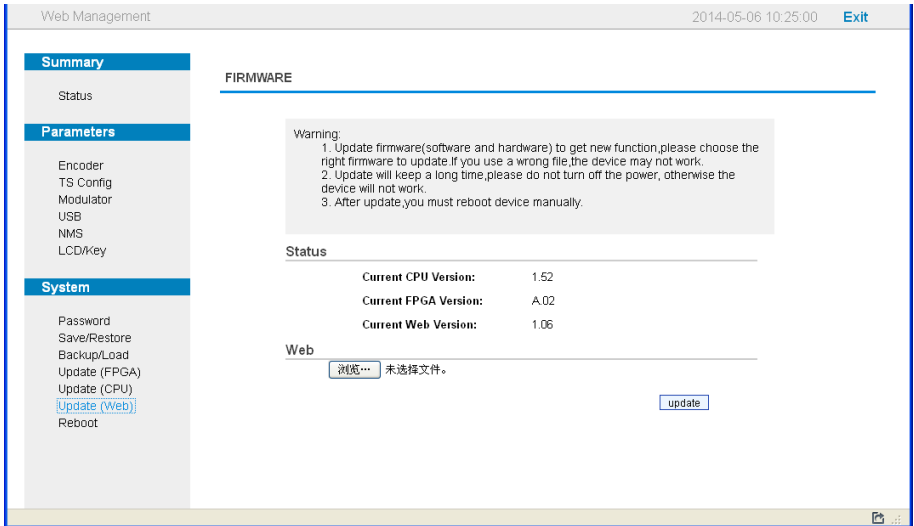 Web Management
2014-05-06 10:25:00
Exit
Summary
Status
Parameters
Encoder
TS Config
Modulator
USB
NMS
LCD/Key
System
Password
Save/Restore
Backup/Load
Update (FPGA)
Update (CPU)
Update (Web)
Reboot
FIRMWARE
Warning:
1. Update firmware(software and hardware) to get new function,please choose the
right firmware to update.If you use a wrong file,the device may not work.
2. Update will keep a long time,please do not turn off the power, otherwise the
device will not work.
3. After update,you must reboot device manually.
Status
Current CPU Version: 1.52
Current FPGA Version: A.02
Current Web Version: 1.06
Web
浏览… 未选择文件。
update